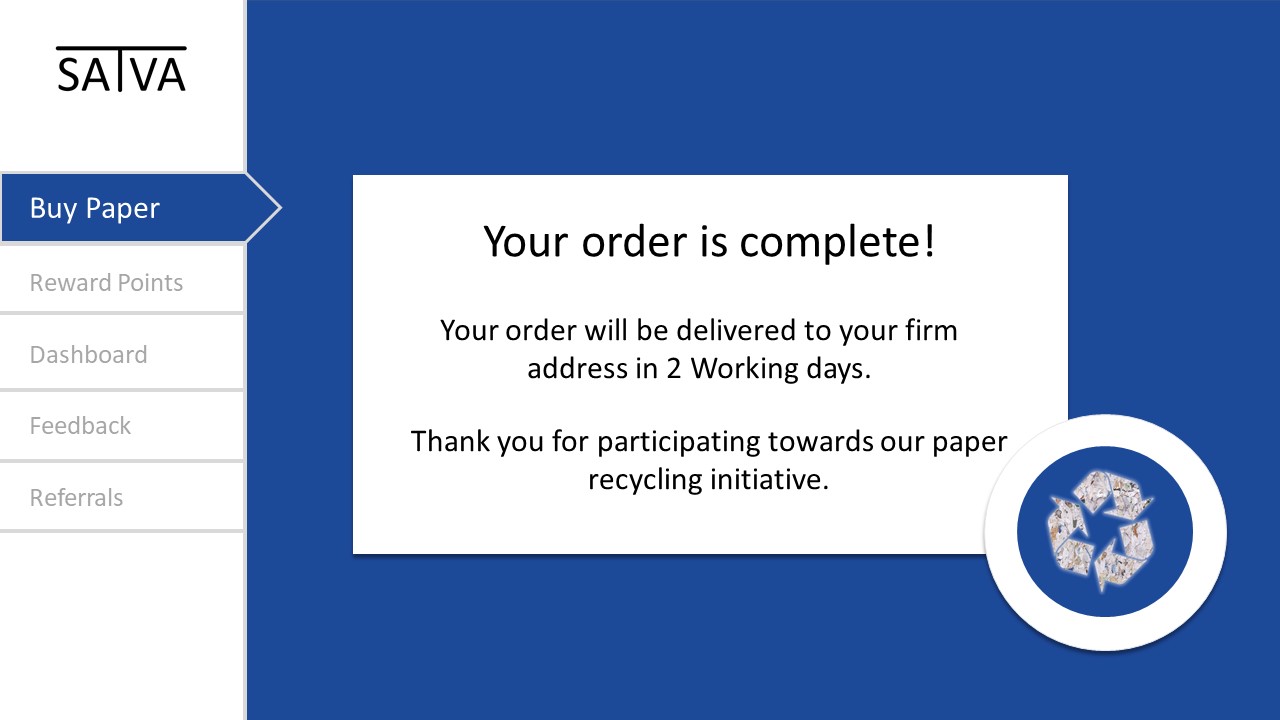 SATVA
Buy Paper
Reward Points
Dashboard
Feedback
Referrals
Your order is complete!
Your order will be delivered to your firm
address in 2 Working days.
Thank you for participating towards our paper
recycling initiative.